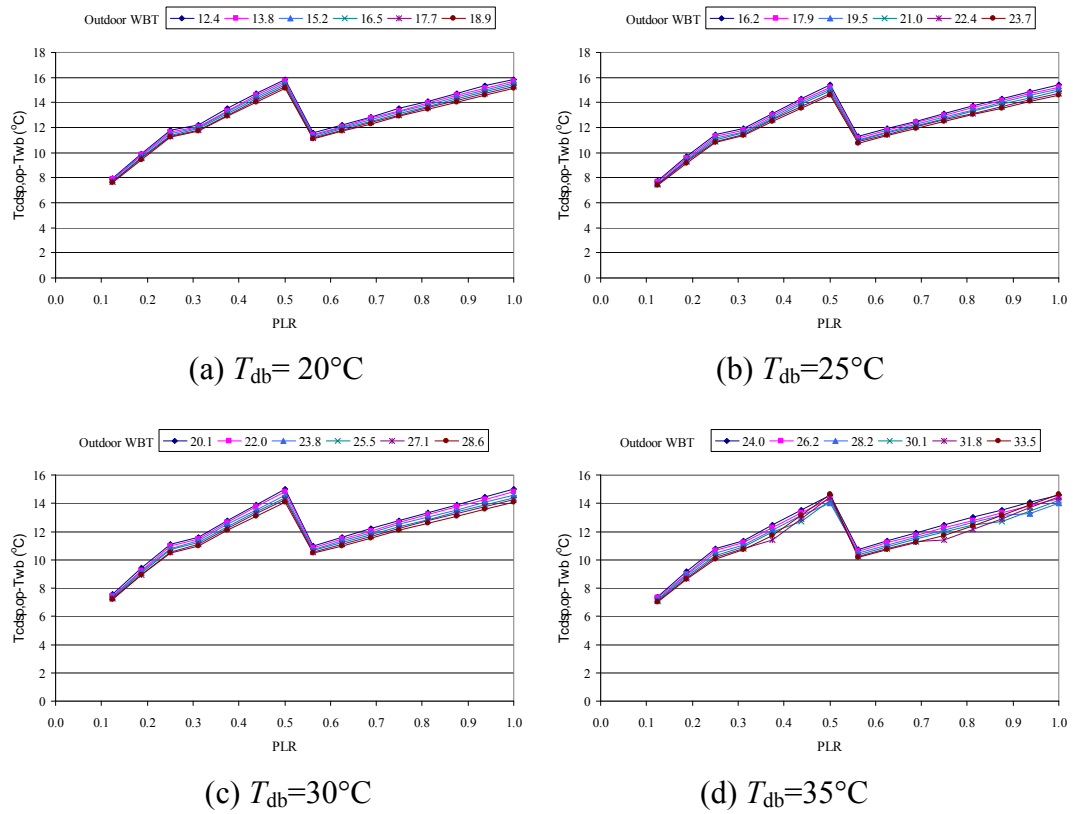 Outdoor WBT 12.4 13.8 15.2 16.5 17.7 18.9
18
16
14
12
10
8
6
4
2
0
Tcdsp,op-Twb (°C)
0.0 0.1 0.2 0.3 0.4 0.5 0.6 0.7 0.8 0.9 1.0
PLR
(a) Tdb= 20°C
Outdoor WBT 16.2 17.9 19.5 21.0 22.4 23.7
18
16
14
12
10
8
6
4
2
0
Tcdsp,op-Twb (°C)
0.0 0.1 0.2 0.3 0.4 0.5 0.6 0.7 0.8 0.9 1.0
PLR
(b) Tdb=25°C
Outdoor WBT 20.1 22.0 23.8 25.5 27.1 28.6
16
14
12
10
8
6
4
2
0
Tcdsp,op-Twb (°C)
0.0 0.1 0.2 0.3 0.4 0.5 0.6 0.7 0.8 0.9 1.0
PLR
(c) Tdb=30°C
Outdoor WBT 24.0 26.2 28.2 30.1 31.8 33.5
16
14
12
10
8
6
4
2
0
Tcdsp,op-Twb (°C)
0.0 0.1 0.2 0.3 0.4 0.5 0.6 0.7 0.8 0.9 1.0
PLR
(d) Tdb=35°C